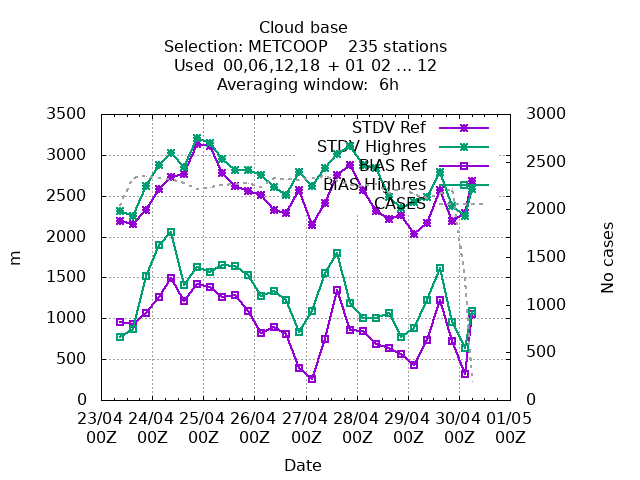 Cloud base
Selection: METCOOP    235 stations
Used  00,06,12,18  + 01 02 ... 12
Averaging window:  6h
3500
3000
2500
2000
1500
1000
500
0
3000
2500
2000
1500
1000
500
0
m
No cases
STDV Ref
STDV Highres
BIAS Ref
BIAS Highres
CASES
23/04 24/04 25/04 26/04 27/04 28/04 29/04 30/04 01/05
00Z 00Z 00Z 00Z 00Z 00Z 00Z 00Z 00Z
Date